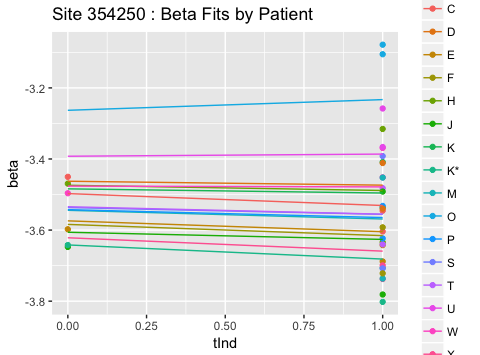 Site 354250 : Beta Fits by Patient
beta
-3.2
-3.4
-3.6
-3.8
0.00 0.25 0.50 0.75 1.00
tInd
C
D
E
F
H
J
K
K*
M
O
P
S
T
U
W